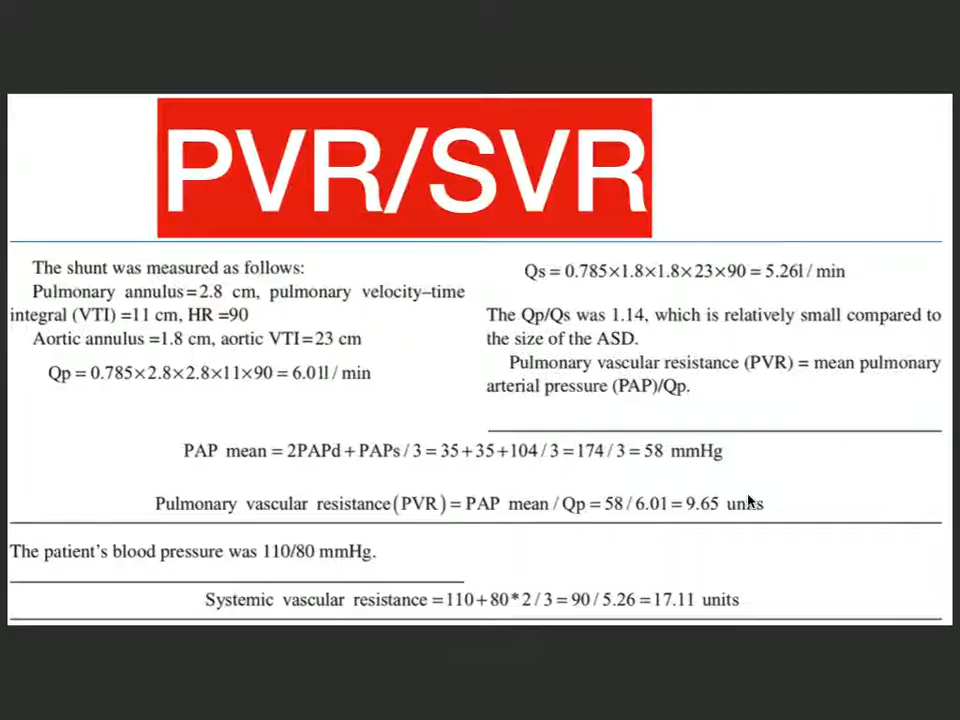 PVR/SVR
The shunt was measured as follows:
Pulmonary annulus=2.8 cm, pulmonary velocity–time
integral (VTI) =11 cm, HR =90
Aortic annulus =1.8 cm, aortic VTI=23 cm
Qp = 0.785×2.8×2.8×11×90 = 6.01l / min
Qs = 0.785×1.8×1.8×23×90 = 5.26l / min
The Qp/Qs was 1.14, which is relatively small compared to
the size of the ASD.
Pulmonary vascular resistance (PVR) = mean pulmonary
arterial pressure (PAP)/Qp.
PAP mean = 2PAPd + PAPs / 3 = 35 + 35 + 104 / 3 = 174 / 3 = 58 mmHg
Pulmonary vascular resistance (PVR) = PAP mean / Qp = 58 / 6.01 = 9.65 units
The patient's blood pressure was 110/80 mmHg.
Systemic vascular resistance = 110 + 80 * 2 / 3 = 90 / 5.26 = 17.11 units